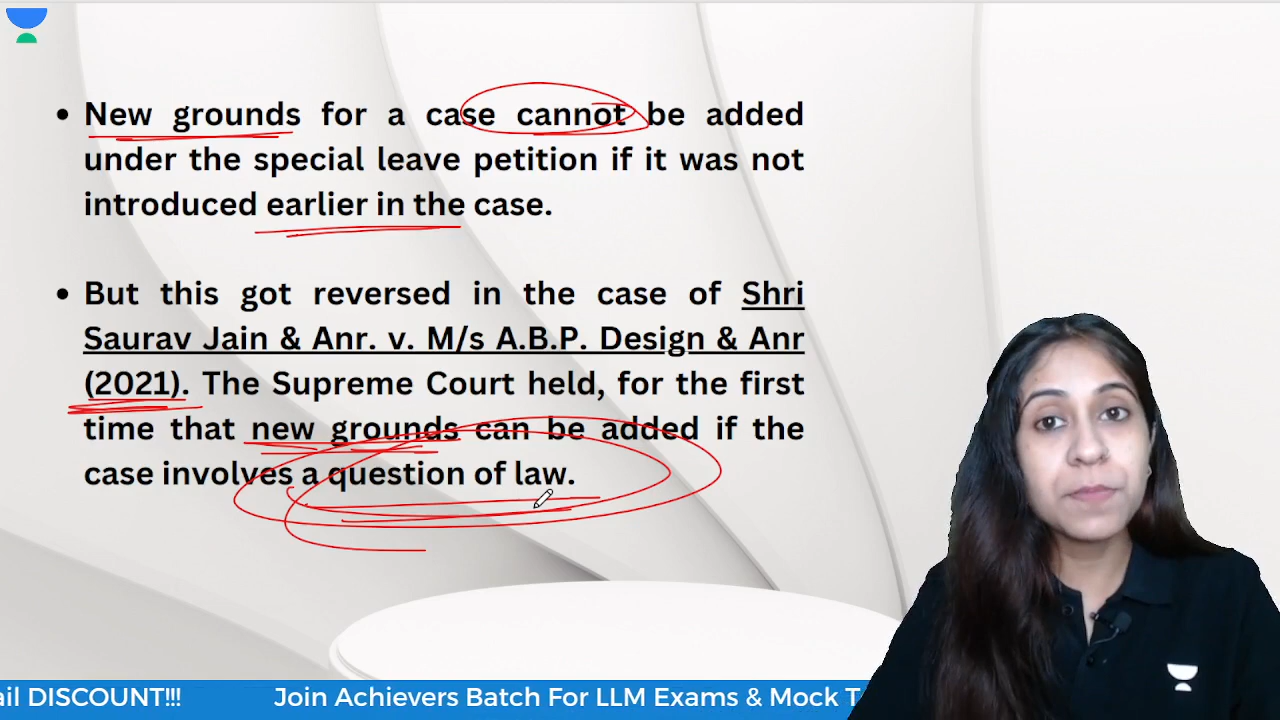 • New grounds for a case cannot be added
under the special leave petition if it was not
introduced earlier in the case.
• But this got reversed in the case of Shri
Saurav Jain & Anr. v. M/s A.B.P. Design & Anr
(2021). The Supreme Court held, for the first
time that new grounds can be added if the
case involves a question of law.
ail DISCOUNT!!! Join Achievers Batch For LLM Exams & Mock T